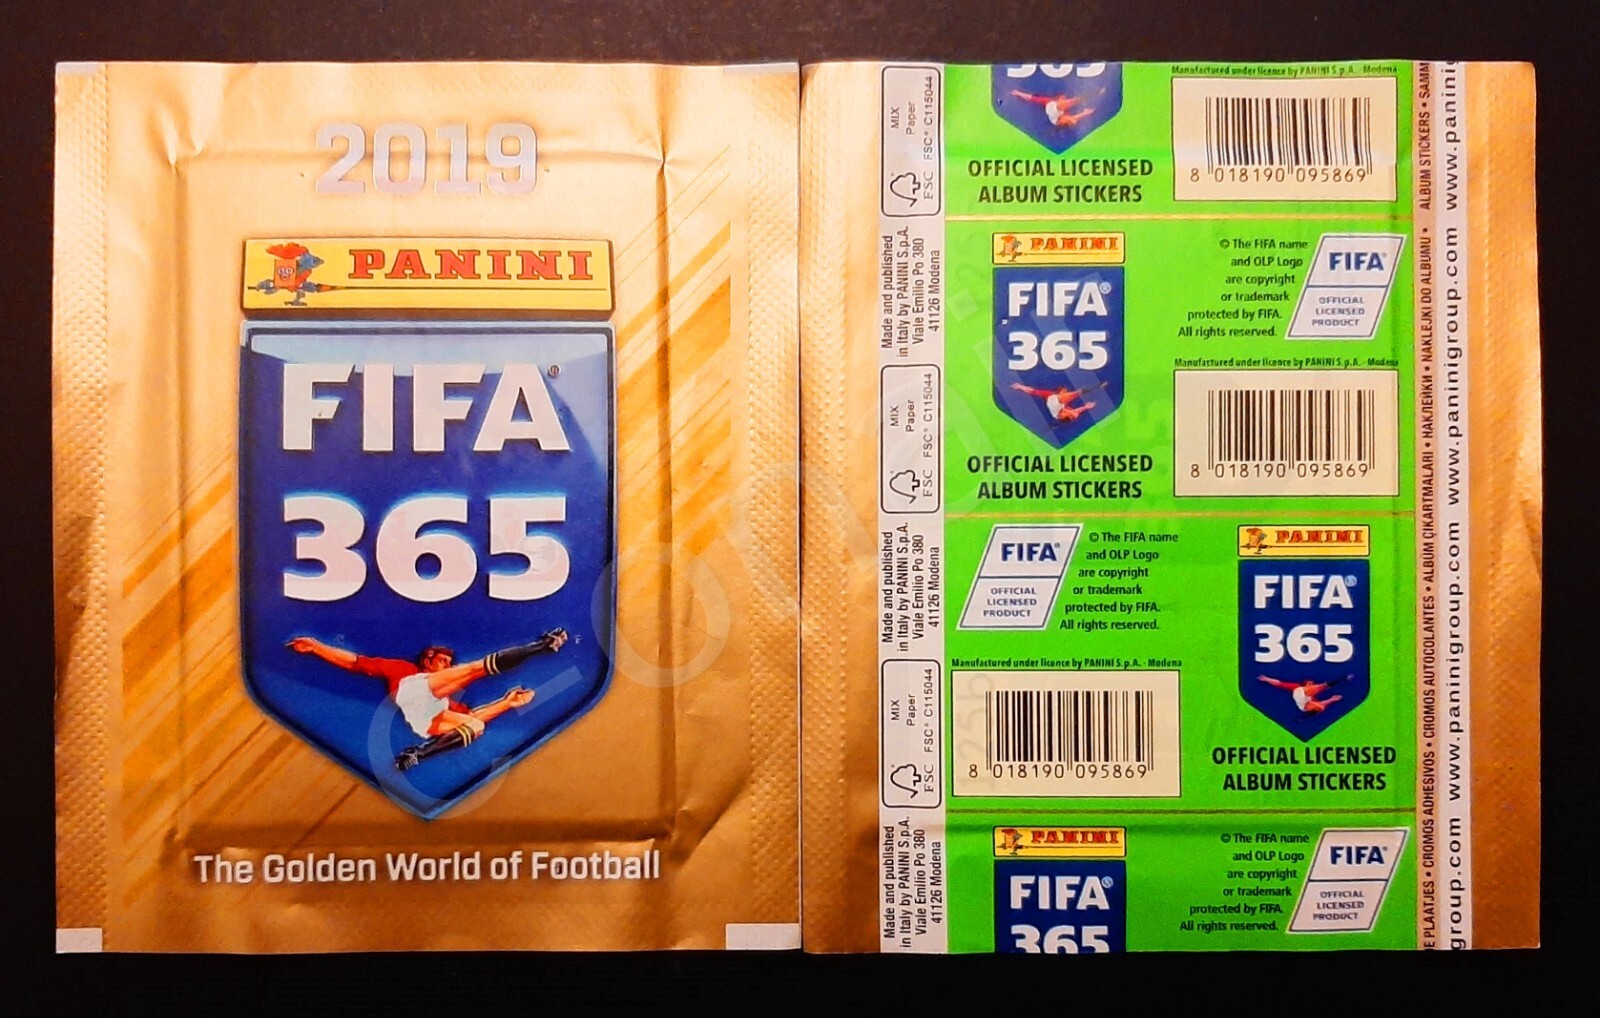 2019
PANINI
FIFA®
365
The Golden World of Football
MIX
Paper
FSC® C115044
FSC
Made and published
in Italy by PANINI S.p.A.
Viale Emilio Po 380
41126 Modena
MIX
Paper
FSC® C115044
FSC
Made and published
in Italy by PANINI S.p.A.
Viale Emilio Po 380
41126 Modena
MIX
Paper
FSC® C115044
FSC
Made and published
in Italy by PANINI S.p.A.
Viale Emilio Po 380
41126 Modena
365
OFFICIAL LICENSED
ALBUM STICKERS
Manufactured under licence by PANINI S.p.A. - Modena
8 018190 095869
PANINI
FIFA®
365
OFFICIAL LICENSED
ALBUM STICKERS
© The FIFA name
and OLP Logo
are copyright
or trademark
protected by FIFA.
All rights reserved.
FIFA®
OFFICIAL
LICENSED
PRODUCT
Manufactured under licence by PANINI S.p.A. - Modena
8 018190 095869
FIFA®
OFFICIAL
LICENSED
PRODUCT
© The FIFA name
and OLP Logo
are copyright
or trademark
protected by FIFA.
All rights reserved.
Manufactured under licence by PANINI S.p.A. - Modena
8 018190 095869
PANINI
FIFA®
365
OFFICIAL LICENSED
ALBUM STICKERS
PANINI
FIFA®
365
© The FIFA name
and OLP Logo
are copyright
or trademark
protected by FIFA.
All rights reserved.
FIFA®
OFFICIAL
LICENSED
PRODUCT
PLAATJES • CROMOS ADHESIVOS • CROMOS AUTOCOLANTES • ALBUM ÇIKARTMALARI • НАКЛЕЙКИ • NAKLEJKI DO ALBUMU • ALBUM STICKERS • SAMM
group.com www.paninigroup.com www.paninigroup.com www.panini